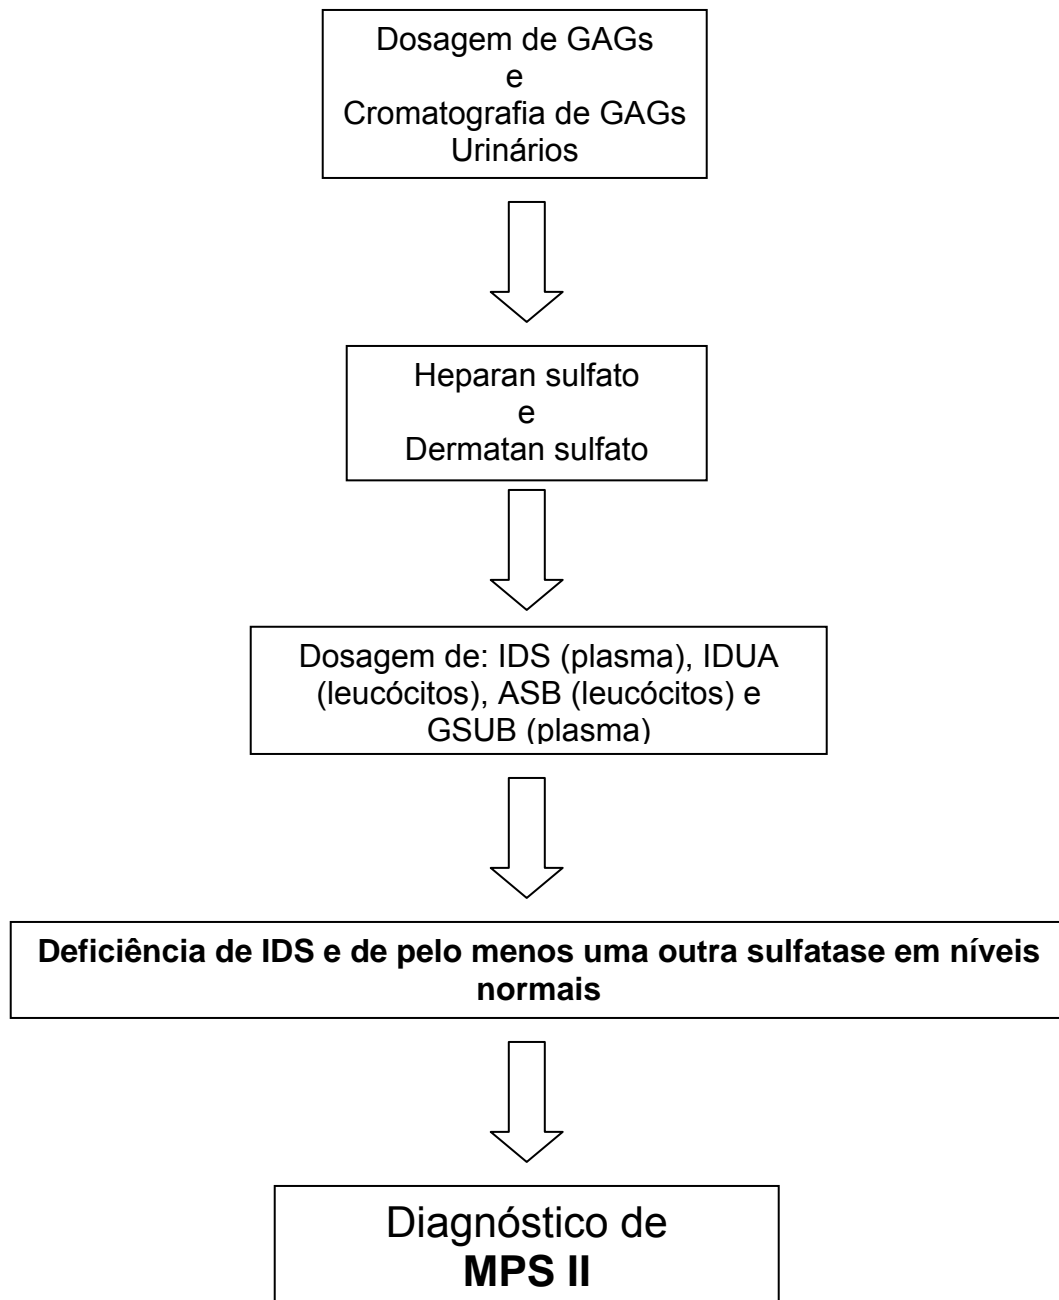 Dosagem de GAGs
e
Cromatografia de GAGs
Urinários
Heparan sulfato
e
Dermatan sulfato
Dosagem de: IDS (plasma), IDUA
(leucócitos), ASB (leucócitos) e
GSUB (plasma)
Deficiência de IDS e de pelo menos uma outra sulfatase em níveis
normais
Diagnóstico de
MPS II